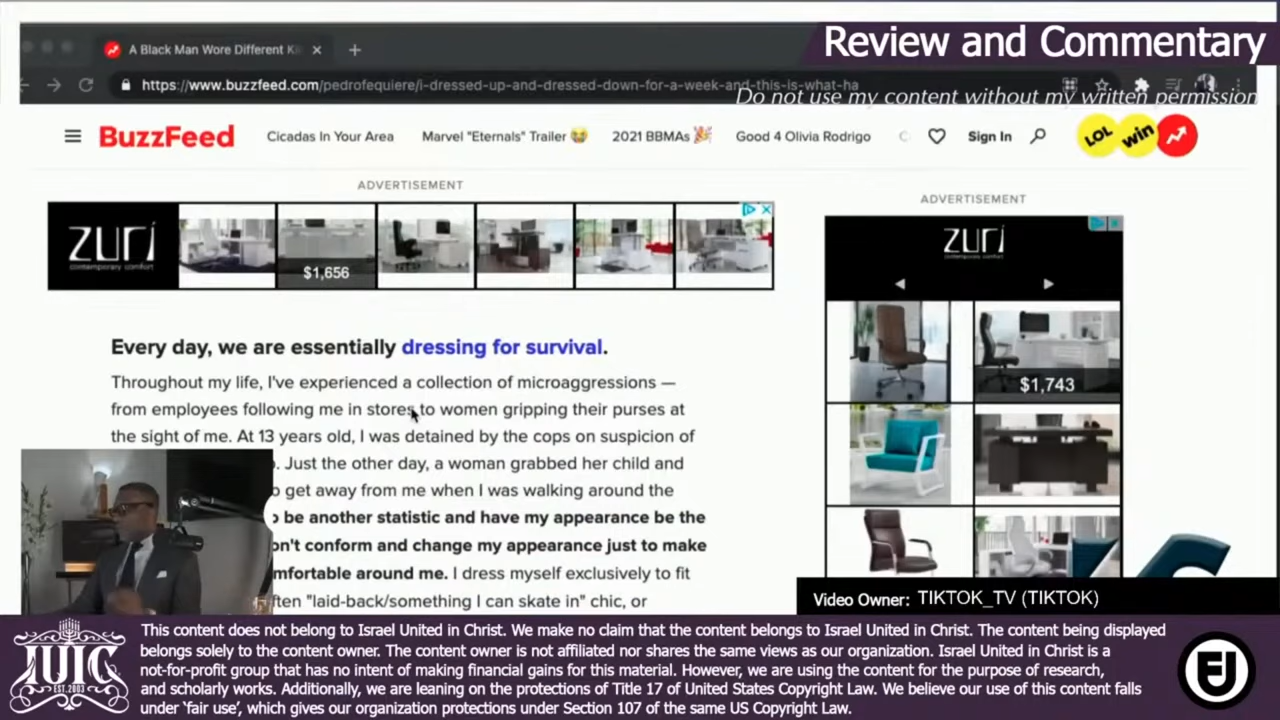 Review and Commentary
A Black Man Wore Different Ki
https://www.buzzfeed.com/pedrofequiere/i-dressed-up-and-dressed-down-for-a-week-and-this-is-what-ha
Do not use my content without my written permission
BuzzFeed
Cicadas In Your Area
Marvel "Eternals" Trailer
2021 BBMAs
Good 4 Olivia Rodrigo
Sign In
LOL
win
ADVERTISEMENT
ADVERTISEMENT
zuri
contemporary comfort
$1,656
zuri
contemporary comfort
$1,743
Every day, we are essentially dressing for survival.
Throughout my life, I've experienced a collection of microaggressions —
from employees following me in stores to women gripping their purses at
the sight of me. At 13 years old, I was detained by the cops on suspicion of
. Just the other day, a woman grabbed her child and
o get away from me when I was walking around the
o be another statistic and have my appearance be the
on't conform and change my appearance just to make
mfortable around me. I dress myself exclusively to fit
ften "laid-back/something I can skate in" chic, or
Video Owner: TIKTOK_TV (TIKTOK)
IUIC
EST. 2003
This content does not belong to Israel United in Christ. We make no claim that the content belongs to Israel United in Christ. The content being displayed
belongs solely to the content owner. The content owner is not affiliated nor shares the same views as our organization. Israel United in Christ is a
not-for-profit group that has no intent of making financial gains for this material. However, we are using the content for the purpose of research,
and scholarly works. Additionally, we are leaning on the protections of Title 17 of United States Copyright Law. We believe our use of this content falls
under 'fair use', which gives our organization protections under Section 107 of the same US Copyright Law.